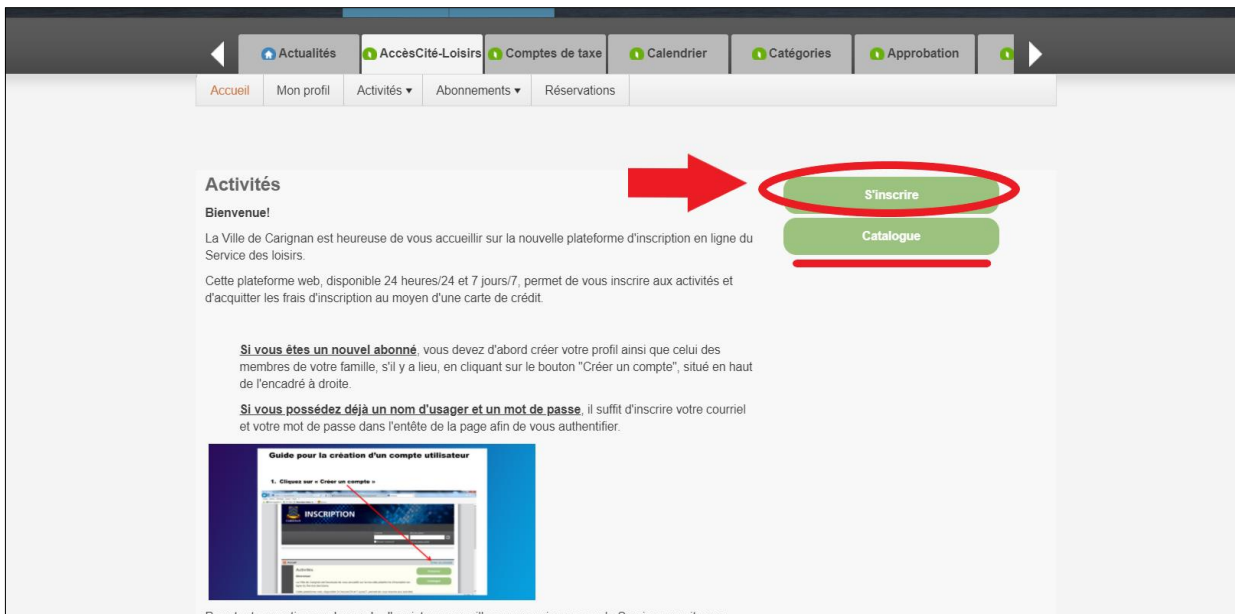 Actualités
AccèsCité-Loisirs
Comptes de taxe
Calendrier
Catégories
Approbation
Accueil
Mon profil
Activités
Abonnements
Réservations
Activités
S'inscrire
Bienvenue!
Catalogue
La Ville de Carignan est heureuse de vous accueillir sur la nouvelle plateforme d'inscription en ligne du
Service des loisirs.
Cette plateforme web, disponible 24 heures/24 et 7 jours/7, permet de vous inscrire aux activités et
d'acquitter les frais d'inscription au moyen d'une carte de crédit.
Si vous êtes un nouvel abonné, vous devez d'abord créer votre profil ainsi que celui des
membres de votre famille, s'il y a lieu, en cliquant sur le bouton "Créer un compte", situé en haut
de l'encadré à droite.
Si vous possédez déjà un nom d'usager et un mot de passe, il suffit d'inscrire votre courriel
et votre mot de passe dans l'entête de la page afin de vous authentifier.
Guide pour la création d'un compte utilisateur
1. Cliquez sur « Créer un compte »
INSCRIPTION
Activités